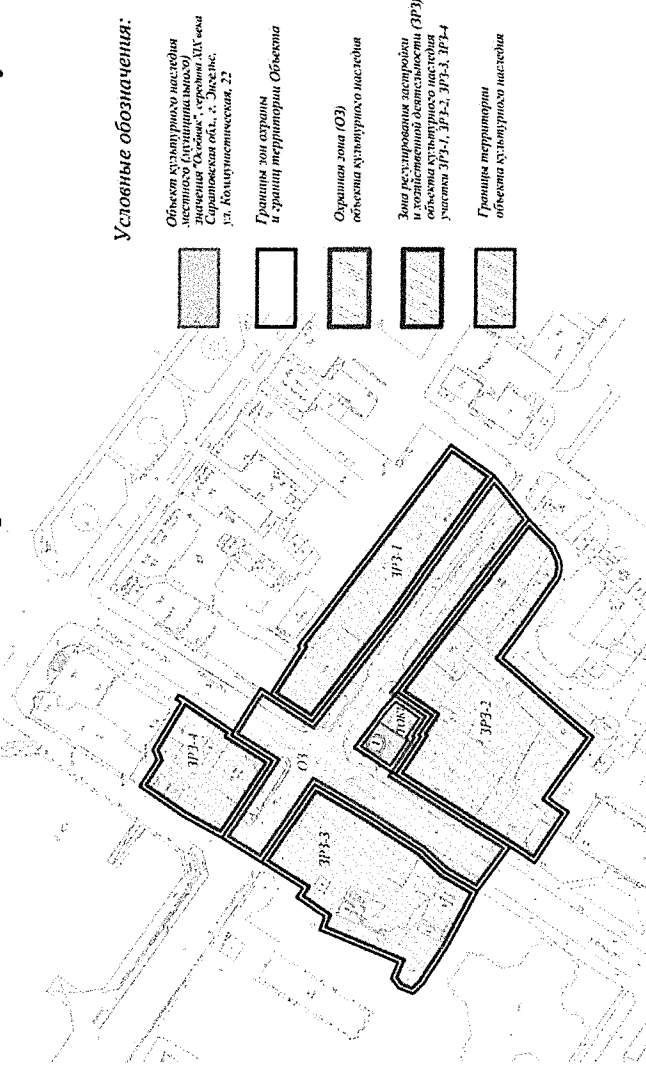 Условные обозначения:
Объект культурного наследия
местного (муниципального)
значения "Особняк", середина XIX века
Саратовская обл., г. Энгельс,
ул. Коммунистическая, 22
Границы зон охраны
и границ территории Объекта
Охранная зона (ОЗ)
объекта культурного наследия
Зона регулирования застройки
и хозяйственной деятельности (ЗРЗ)
объекта культурного наследия
участки ЗРЗ-1, ЗРЗ-2, ЗРЗ-3, ЗРЗ-4
Границы территории
объекта культурного наследия
ЗРЗ-4
ОЗ
ЗРЗ-3
ЗРЗ-1
ЗРЗ-2